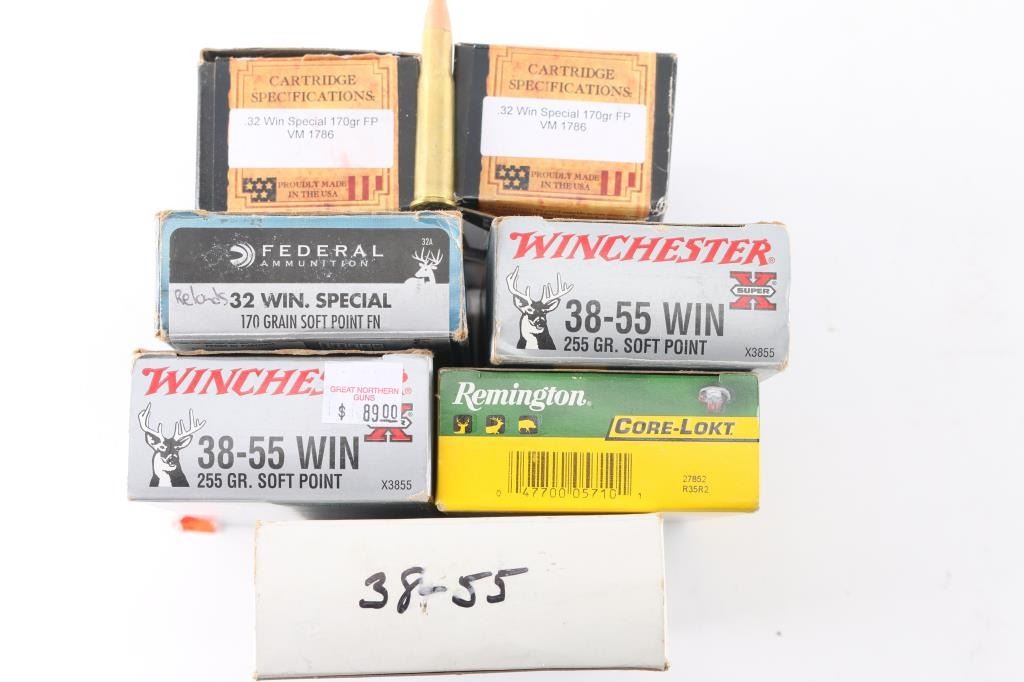 CARTRIDGE
SPECIFICATIONS:
.32 Win Special 170gr FP
VM 1786
PROUDLY MADE
IN THE USA
CARTRIDGE
SPECIFICATIONS:
.32 Win Special 170gr FP
VM 1786
PROUDLY MADE
IN THE USA
FEDERAL
AMMUNITION
32A
Reloads
32 WIN. SPECIAL
170 GRAIN SOFT POINT FN
WINCHESTER
X
SUPER
38-55 WIN
255 GR. SOFT POINT
X3855
WINCHES
GREAT NORTHERN
GUNS
$ 89.00
X
38-55 WIN
255 GR. SOFT POINT
X3855
Remington
CORE-LOKT
0 47700 05710 1
27852
R35R2
38-55